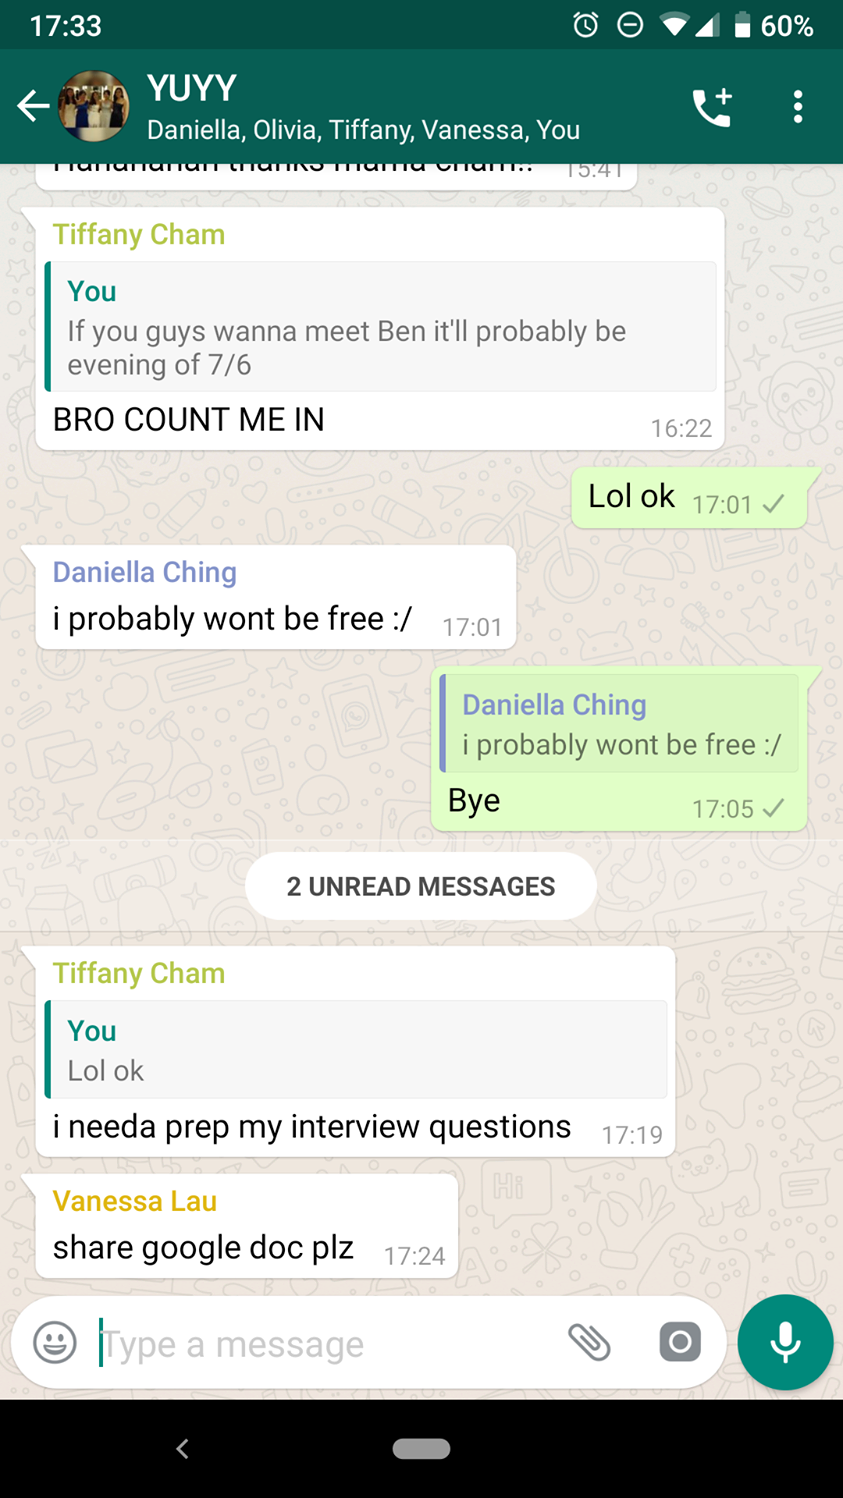 17:33
60%
YUYY
Daniella, Olivia, Tiffany, Vanessa, You
thanks mama cham!!
15:41
Tiffany Cham
You
If you guys wanna meet Ben it'll probably be
evening of 7/6
BRO COUNT ME IN
16:22
Lol ok
17:01
Daniella Ching
i probably wont be free :/
17:01
Daniella Ching
i probably wont be free :/
Bye
17:05
2 UNREAD MESSAGES
Tiffany Cham
You
Lol ok
i needa prep my interview questions
17:19
Vanessa Lau
share google doc plz
17:24
Hi
Type a message